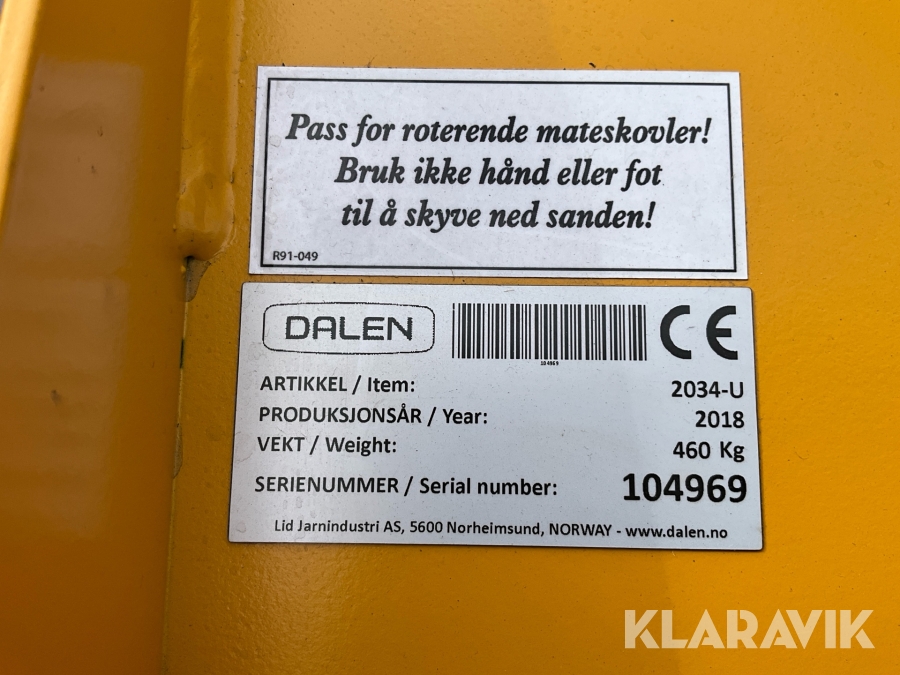 Pass for roterende mateskovler!
Bruk ikke hånd eller fot
til å skyve ned sanden!
R91-049
DALEN
CE
104969
ARTIKKEL / Item: 2034-U
PRODUKSJONSÅR / Year: 2018
VEKT / Weight: 460 Kg
SERIENUMMER / Serial number: 104969
Lid Jarnindustri AS, 5600 Norheimsund, NORWAY - www.dalen.no
KLARAVIK